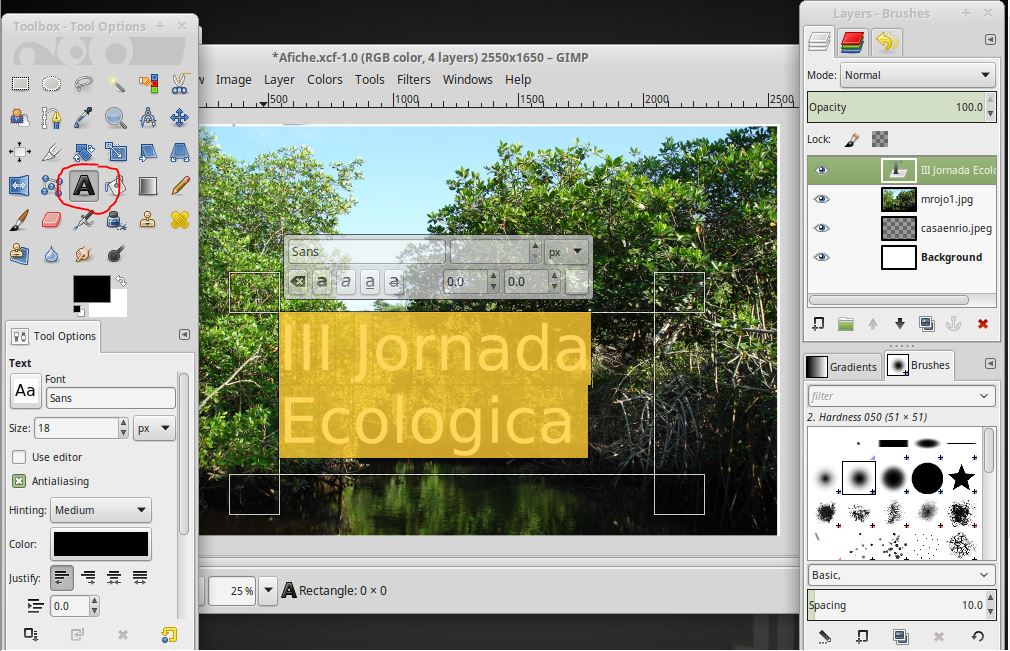 Toolbox - Tool Options
Layers - Brushes
*Afiche.xcf-1.0 (RGB color, 4 layers) 2550x1650 – GIMP
Image Layer Colors Tools Filters Windows Help
500 1000 1500 2000 2500
Mode: Normal
Opacity 100.0
Lock:
III Jornada Ecolo
mrojo1.jpg
casaenrio.jpeg
Background
Sans px
a a a a 0.0 0.0
III Jornada
Ecologica
A
Tool Options
Text
Font
Aa Sans
Size: 18 px
Use editor
Antialiasing
Hinting: Medium
Color:
Justify:
0.0
25 % A Rectangle: 0 × 0
Gradients Brushes
filter
2. Hardness 050 (51 × 51)
Basic,
Spacing 10.0